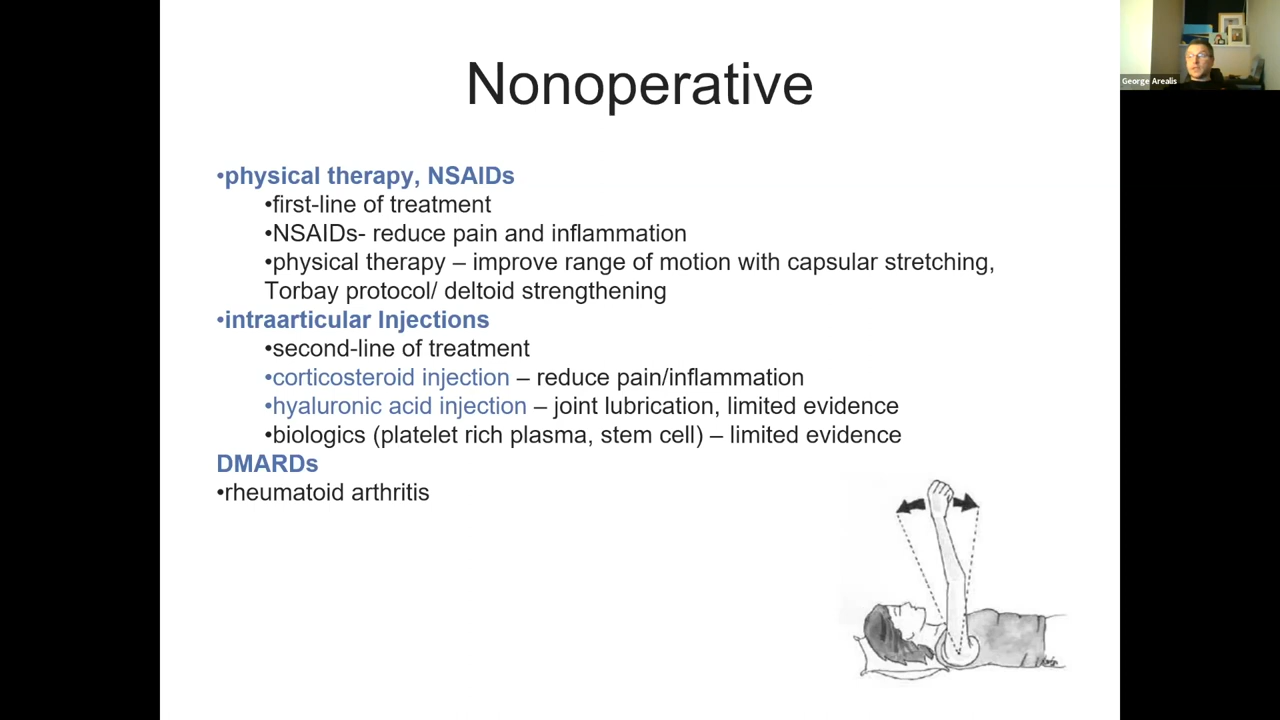 Nonoperative
•physical therapy, NSAIDs
•first-line of treatment
•NSAIDs- reduce pain and inflammation
•physical therapy – improve range of motion with capsular stretching,
Torbay protocol/ deltoid strengthening
•intraarticular Injections
•second-line of treatment
•corticosteroid injection – reduce pain/inflammation
•hyaluronic acid injection – joint lubrication, limited evidence
•biologics (platelet rich plasma, stem cell) – limited evidence
DMARDs
•rheumatoid arthritis
George Arealis